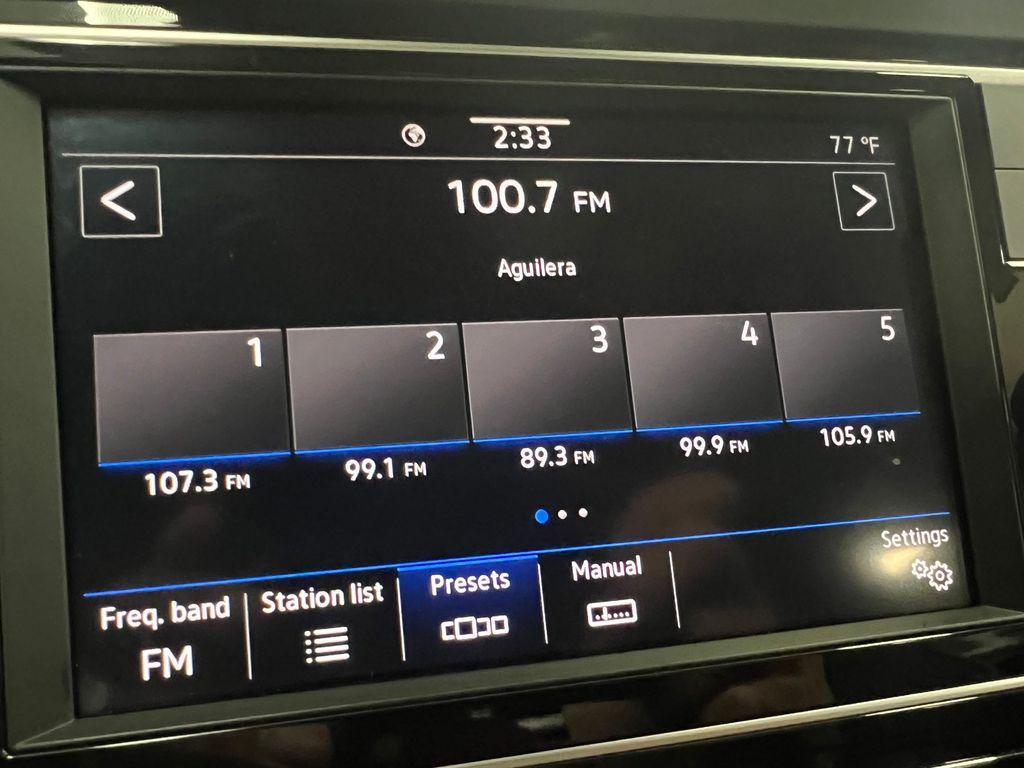 2:33
77 °F
<
100.7 FM
>
Aguilera
1 2 3 4 5
107.3 FM 99.1 FM 89.3 FM 99.9 FM 105.9 FM
Freq. band Station list Presets Manual Settings
FM